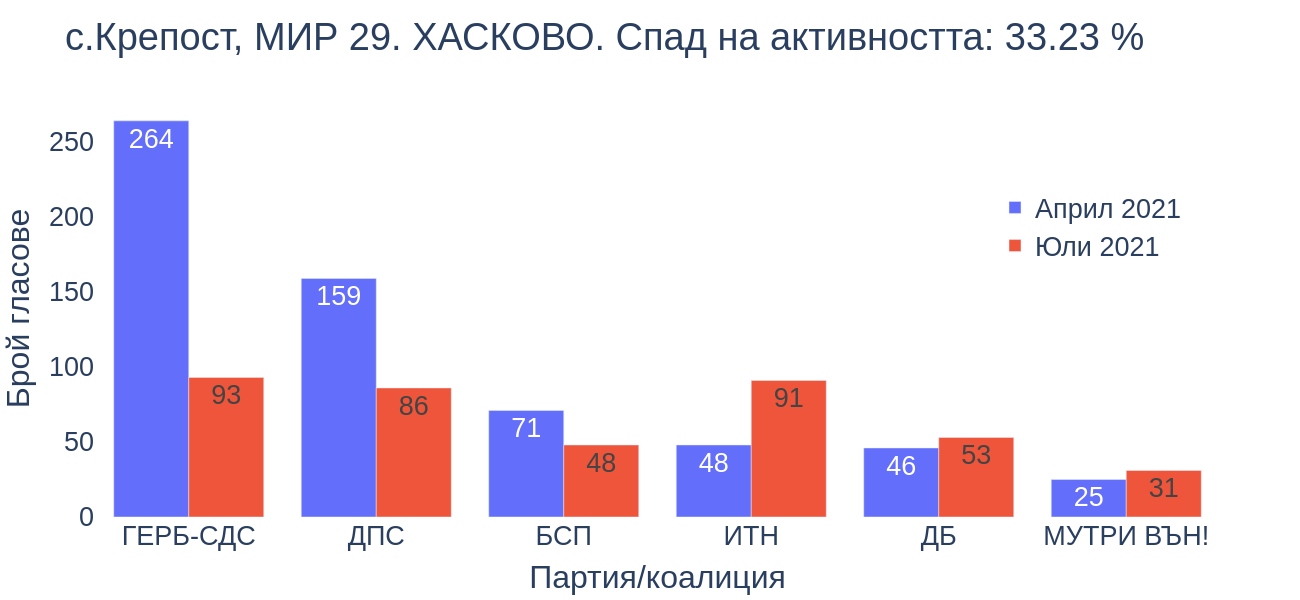 с.Крепост, МИР 29. ХАСКОВО. Спад на активността: 33.23 %
Брой гласове
250
200
150
100
50
0
264
93
159
86
71
48
48
91
46
53
25
31
Април 2021
Юли 2021
ГЕРБ-СДС
ДПС
БСП
ИТН
ДБ
МУТРИ ВЪН!
Партия/коалиция